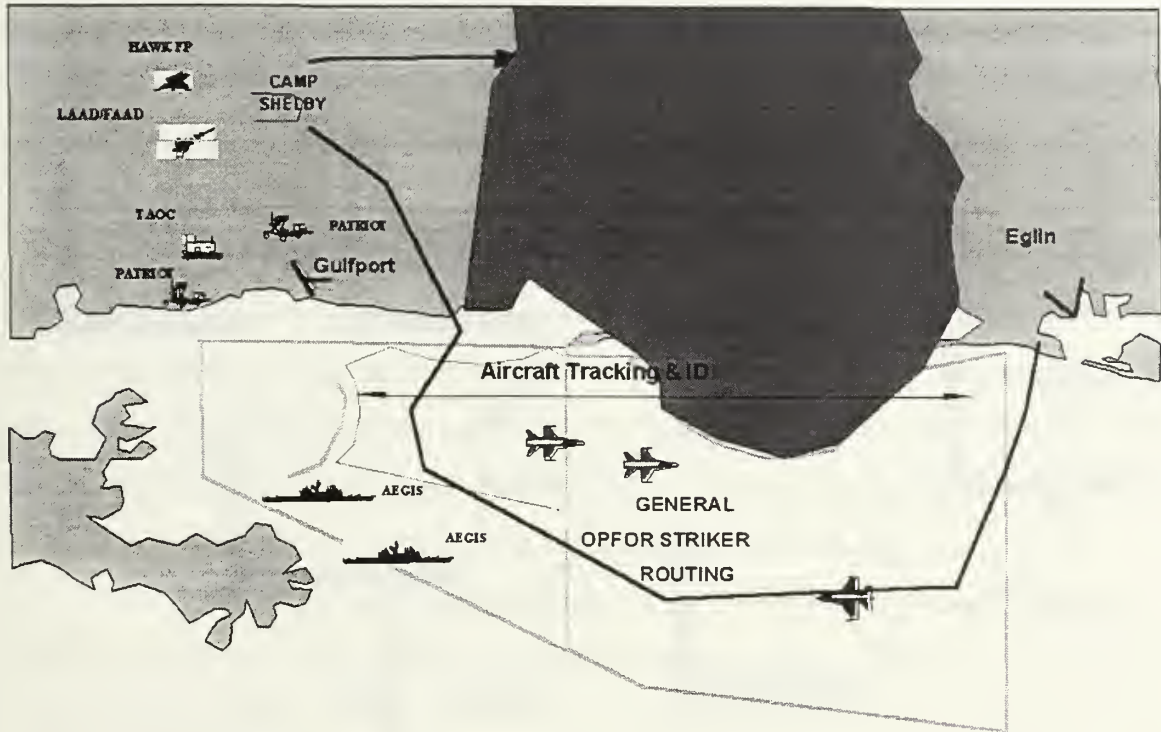 HAWK FP
CAMP
SHELBY
LAAD/FAAD
TAOC
PATRIOT
Gulfport
PATRIOT
Eglin
Aircraft Tracking & ID
AEGIS
GENERAL
AEGIS
OPFOR STRIKER
ROUTING